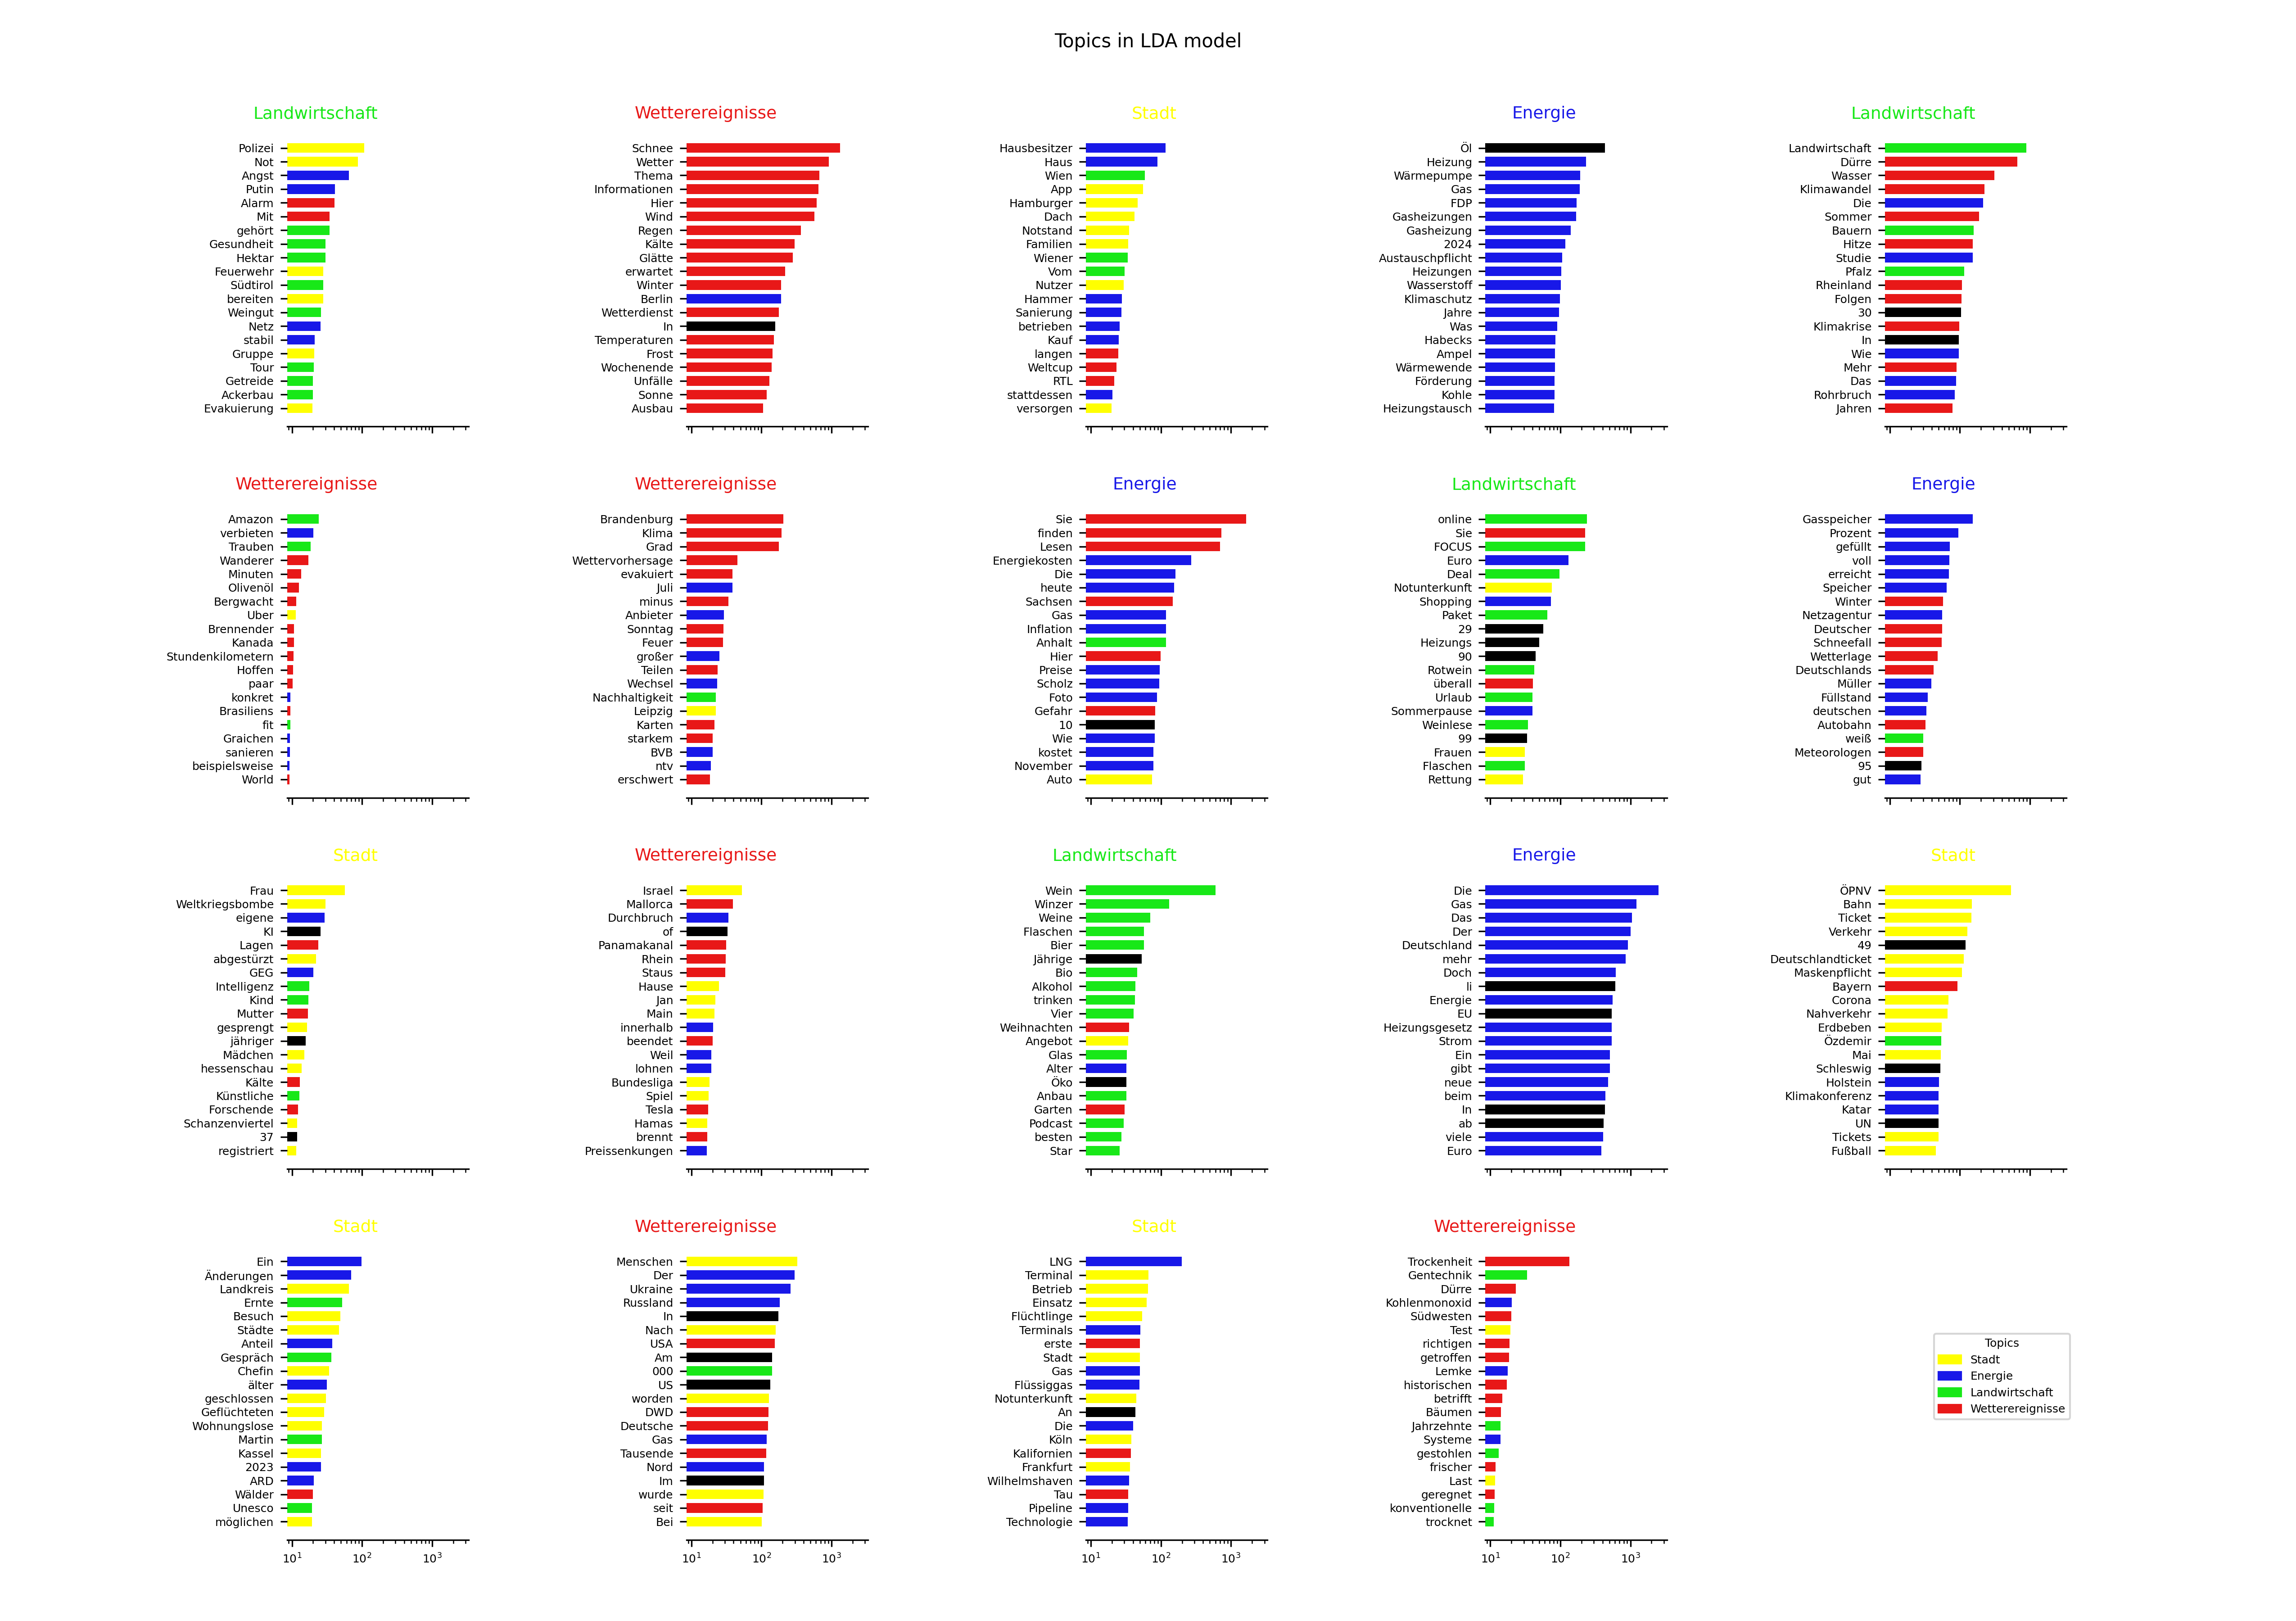 Topics in LDA model
Landwirtschaft
Polizei
Not
Angst
Putin
Alarm
Mit
gehört
Gesundheit
Hektar
Feuerwehr
Südtirol
bereiten
Weingut
Netz
stabil
Gruppe
Tour
Getreide
Ackerbau
Evakuierung
Wetterereignisse
Schnee
Wetter
Thema
Informationen
Hier
Wind
Regen
Kälte
Glätte
erwartet
Winter
Berlin
Wetterdienst
In
Temperaturen
Frost
Wochenende
Unfälle
Sonne
Ausbau
Stadt
Hausbesitzer
Haus
Wien
App
Hamburger
Dach
Notstand
Familien
Wiener
Vom
Nutzer
Hammer
Sanierung
betrieben
Kauf
langen
Weltcup
RTL
stattdessen
versorgen
Energie
Öl
Heizung
Wärmepumpe
Gas
FDP
Gasheizungen
Gasheizung
2024
Austauschpflicht
Heizungen
Wasserstoff
Klimaschutz
Jahre
Was
Habecks
Ampel
Wärmewende
Förderung
Kohle
Heizungstausch
Landwirtschaft
Landwirtschaft
Dürre
Wasser
Klimawandel
Die
Sommer
Bauern
Hitze
Studie
Pfalz
Rheinland
Folgen
30
Klimakrise
In
Wie
Mehr
Das
Rohrbruch
Jahren
Wetterereignisse
Amazon
verbieten
Trauben
Wanderer
Minuten
Olivenöl
Bergwacht
Uber
Brennender
Kanada
Stundenkilometern
Hoffen
paar
konkret
Brasiliens
fit
Graichen
sanieren
beispielsweise
World
Wetterereignisse
Brandenburg
Klima
Grad
Wettervorhersage
evakuiert
Juli
minus
Anbieter
Sonntag
Feuer
großer
Teilen
Wechsel
Nachhaltigkeit
Leipzig
Karten
starkem
BVB
ntv
erschwert
Energie
Sie
finden
Lesen
Energiekosten
Die
heute
Sachsen
Gas
Inflation
Anhalt
Hier
Preise
Scholz
Foto
Gefahr
10
Wie
kostet
November
Auto
Landwirtschaft
online
Sie
FOCUS
Euro
Deal
Notunterkunft
Shopping
Paket
29
Heizungs
90
Rotwein
überall
Urlaub
Sommerpause
Weinlese
99
Frauen
Flaschen
Rettung
Energie
Gasspeicher
Prozent
gefüllt
voll
erreicht
Speicher
Winter
Netzagentur
Deutscher
Schneefall
Wetterlage
Deutschlands
Müller
Füllstand
deutschen
Autobahn
weiß
Meteorologen
95
gut
Stadt
Frau
Weltkriegsbombe
eigene
KI
Lagen
abgestürzt
GEG
Intelligenz
Kind
Mutter
gesprengt
jähriger
Mädchen
hessenschau
Kälte
Künstliche
Forschende
Schanzenviertel
37
registriert
Wetterereignisse
Israel
Mallorca
Durchbruch
of
Panamakanal
Rhein
Staus
Hause
Jan
Main
innerhalb
beendet
Weil
lohnen
Bundesliga
Spiel
Tesla
Hamas
brennt
Preissenkungen
Landwirtschaft
Wein
Winzer
Weine
Flaschen
Bier
Jährige
Bio
Alkohol
trinken
Vier
Weihnachten
Angebot
Glas
Alter
Öko
Anbau
Garten
Podcast
besten
Star
Energie
Die
Gas
Das
Der
Deutschland
mehr
Doch
li
Energie
EU
Heizungsgesetz
Strom
Ein
gibt
neue
beim
In
ab
viele
Euro
Stadt
ÖPNV
Bahn
Ticket
Verkehr
49
Deutschlandticket
Maskenpflicht
Bayern
Corona
Nahverkehr
Erdbeben
Özdemir
Mai
Schleswig
Holstein
Klimakonferenz
Katar
UN
Tickets
Fußball
Stadt
Ein
Änderungen
Landkreis
Ernte
Besuch
Städte
Anteil
Gespräch
Chefin
älter
geschlossen
Geflüchteten
Wohnungslose
Martin
Kassel
2023
ARD
Wälder
Unesco
möglichen
10¹ 10² 10³
Wetterereignisse
Menschen
Der
Ukraine
Russland
In
Nach
USA
Am
000
US
worden
DWD
Deutsche
Gas
Tausende
Nord
Im
wurde
seit
Bei
10¹ 10² 10³
Stadt
LNG
Terminal
Betrieb
Einsatz
Flüchtlinge
Terminals
erste
Stadt
Gas
Flüssiggas
Notunterkunft
An
Die
Köln
Kalifornien
Frankfurt
Wilhelmshaven
Tau
Pipeline
Technologie
10¹ 10² 10³
Wetterereignisse
Trockenheit
Gentechnik
Dürre
Kohlenmonoxid
Südwesten
Test
richtigen
getroffen
Lemke
historischen
betrifft
Bäumen
Jahrzehnte
Systeme
gestohlen
frischer
Last
geregnet
konventionelle
trocknet
10¹ 10² 10³
Topics
Stadt
Energie
Landwirtschaft
Wetterereignisse